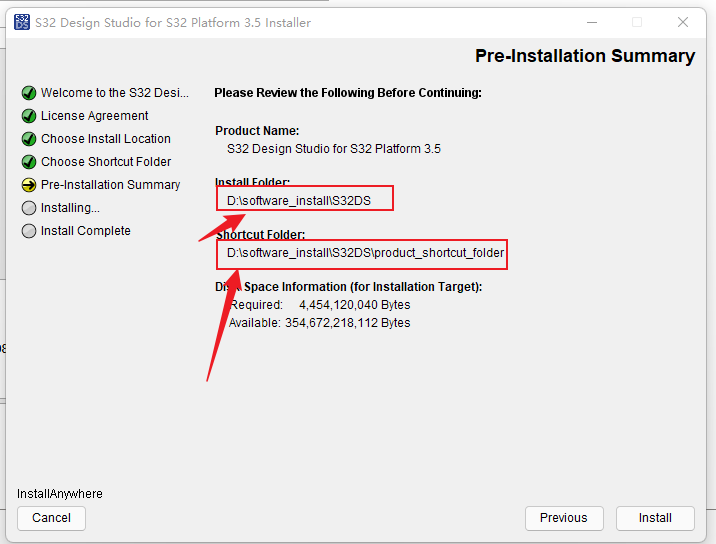 S32 DS S32 Design Studio for S32 Platform 3.5 Installer
Pre-Installation Summary
Welcome to the S32 Desi...
License Agreement
Choose Install Location
Choose Shortcut Folder
Pre-Installation Summary
Installing...
Install Complete
Please Review the Following Before Continuing:
Product Name:
S32 Design Studio for S32 Platform 3.5
Install Folder:
D:\software_install\S32DS
Shortcut Folder:
D:\software_install\S32DS\product_shortcut_folder
Disk Space Information (for Installation Target):
Required: 4,454,120,040 Bytes
Available: 354,672,218,112 Bytes
InstallAnywhere
Cancel
Previous
Install